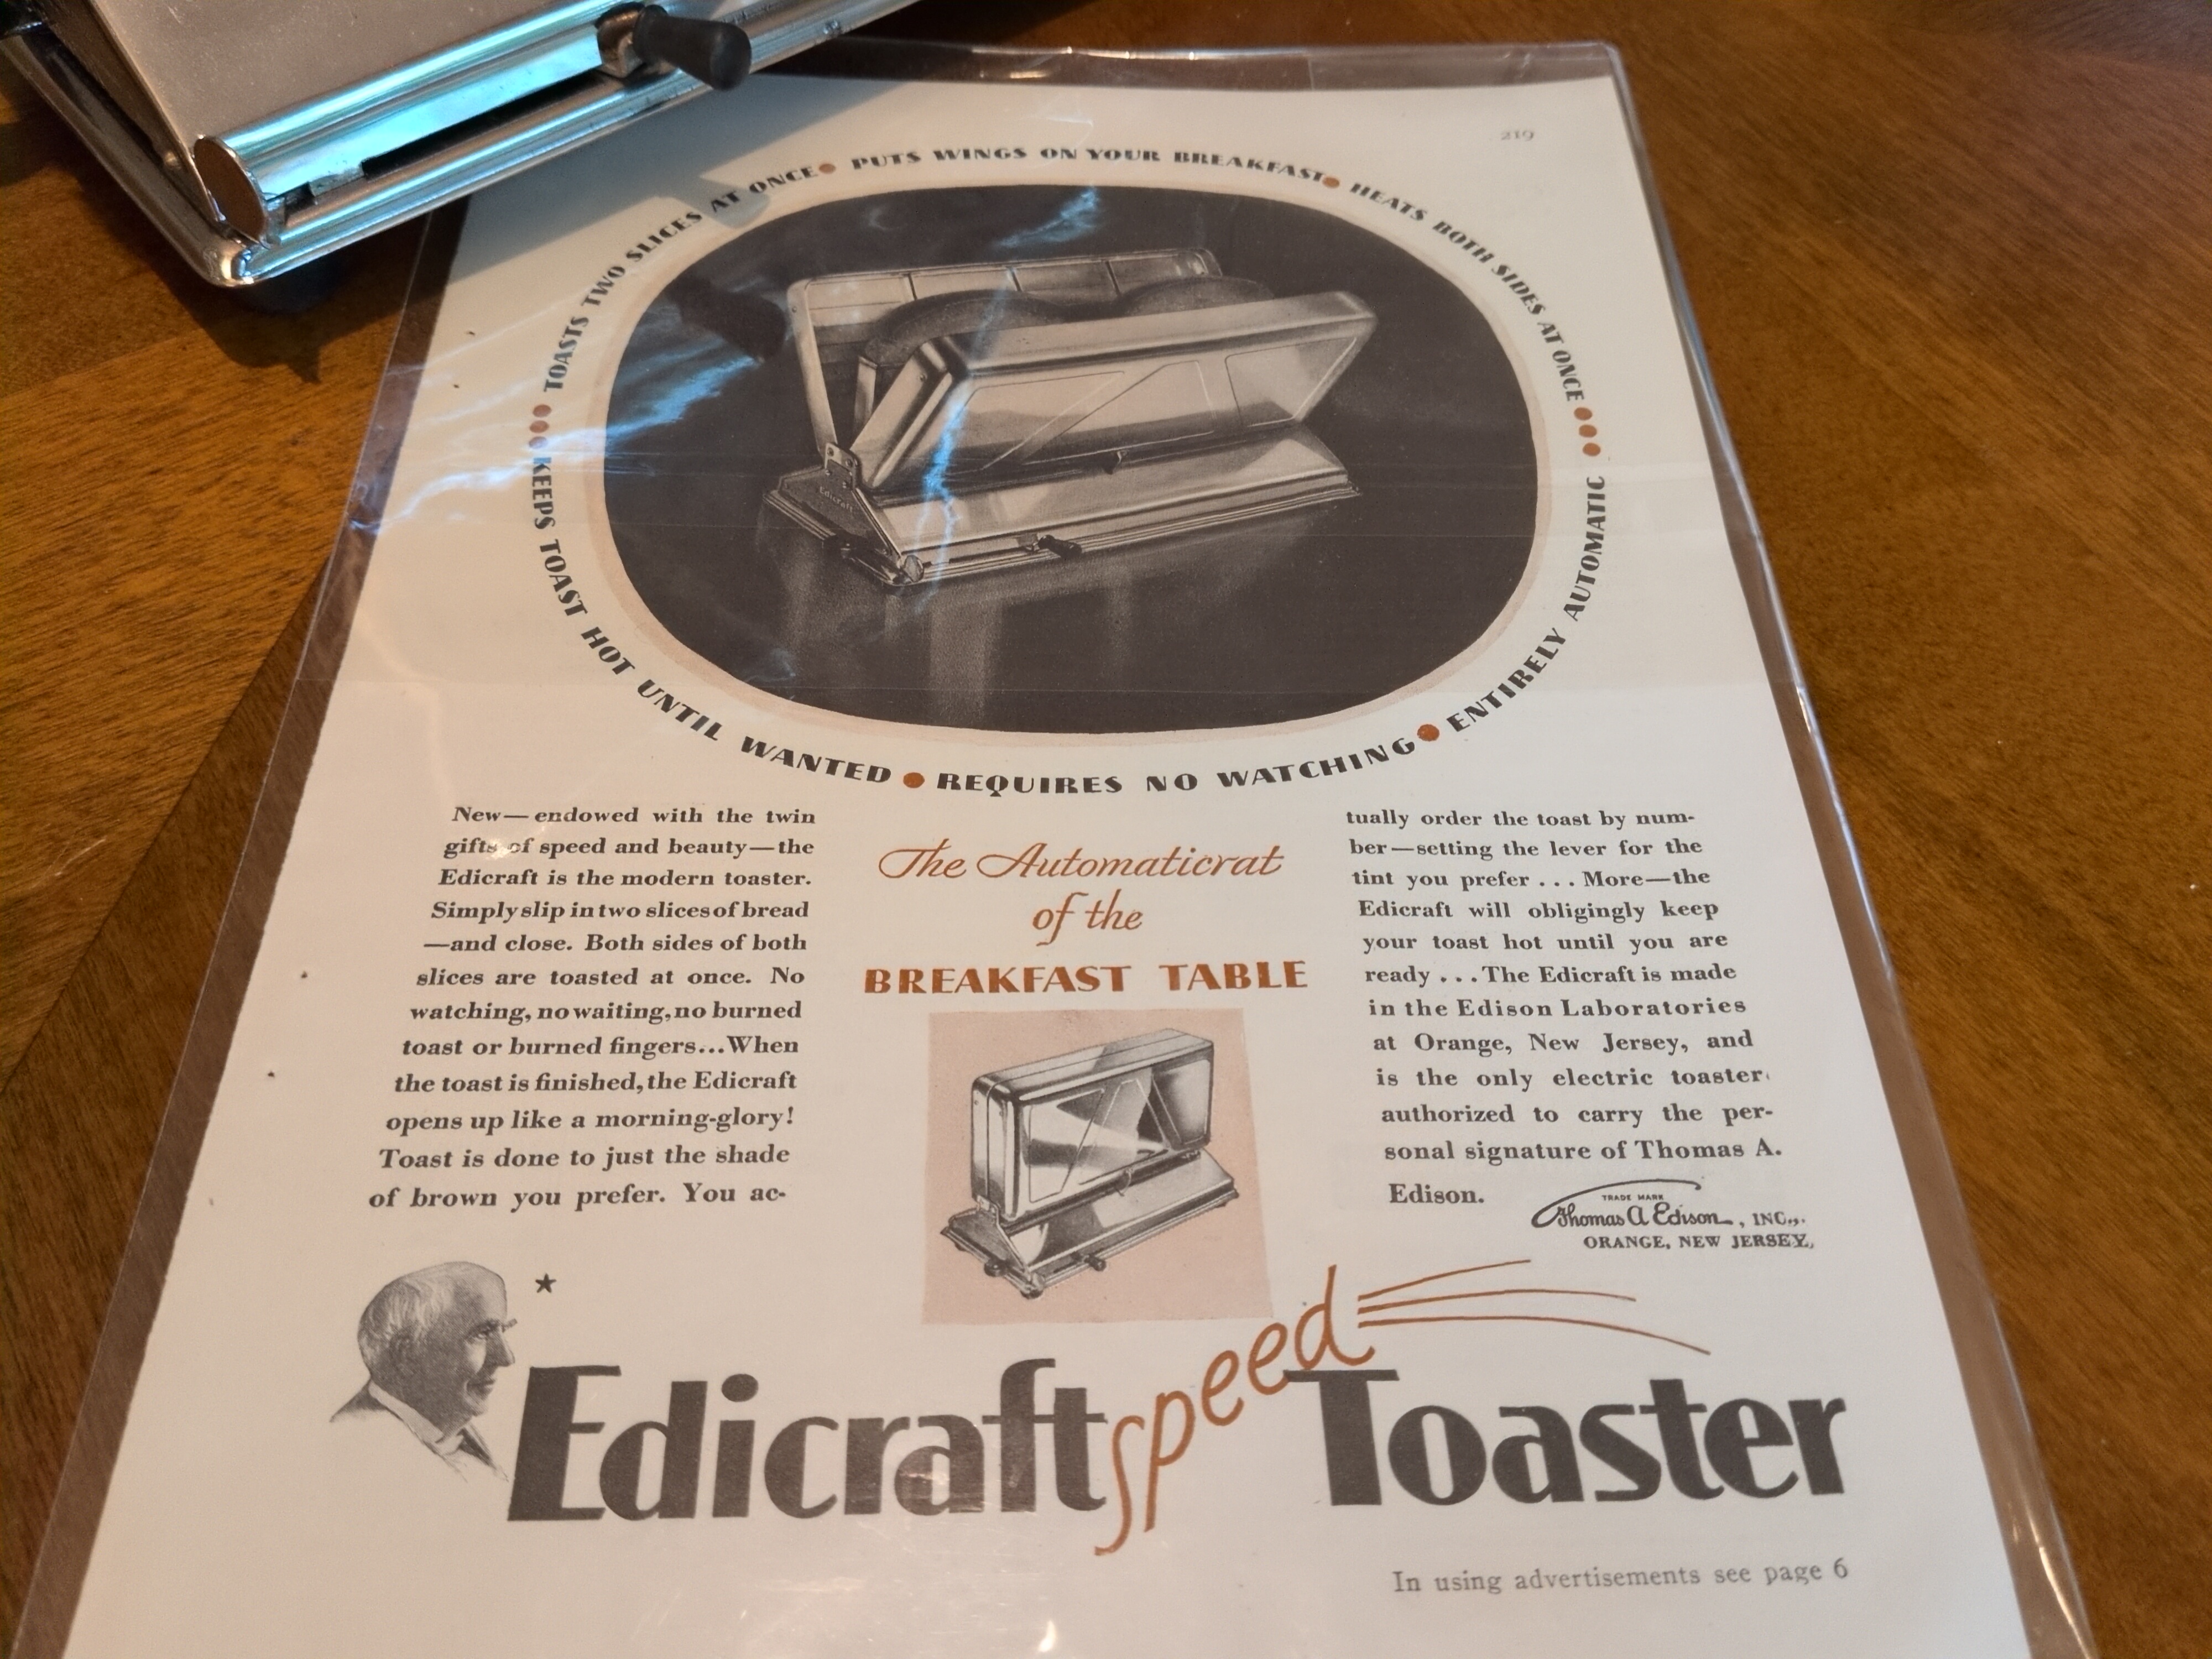 219
TOASTS TWO SLICES AT ONCE • PUTS WINGS ON YOUR BREAKFAST • HEATS BOTH SIDES AT ONCE •••
••• KEEPS TOAST HOT UNTIL WANTED • REQUIRES NO WATCHING • ENTIRELY AUTOMATIC
Edicraft
New—endowed with the twin
gifts of speed and beauty—the
Edicraft is the modern toaster.
Simply slip in two slices of bread
—and close. Both sides of both
slices are toasted at once. No
watching, no waiting, no burned
toast or burned fingers...When
the toast is finished, the Edicraft
opens up like a morning-glory!
Toast is done to just the shade
of brown you prefer. You ac-
The Automaticrat
of the
BREAKFAST TABLE
tually order the toast by num-
ber—setting the lever for the
tint you prefer . . . More—the
Edicraft will obligingly keep
your toast hot until you are
ready . . . The Edicraft is made
in the Edison Laboratories
at Orange, New Jersey, and
is the only electric toaster
authorized to carry the per-
sonal signature of Thomas A.
Edison.
TRADE MARK
Thomas A Edison, INC.,
ORANGE, NEW JERSEY,
Edicraft speed Toaster
In using advertisements see page 6